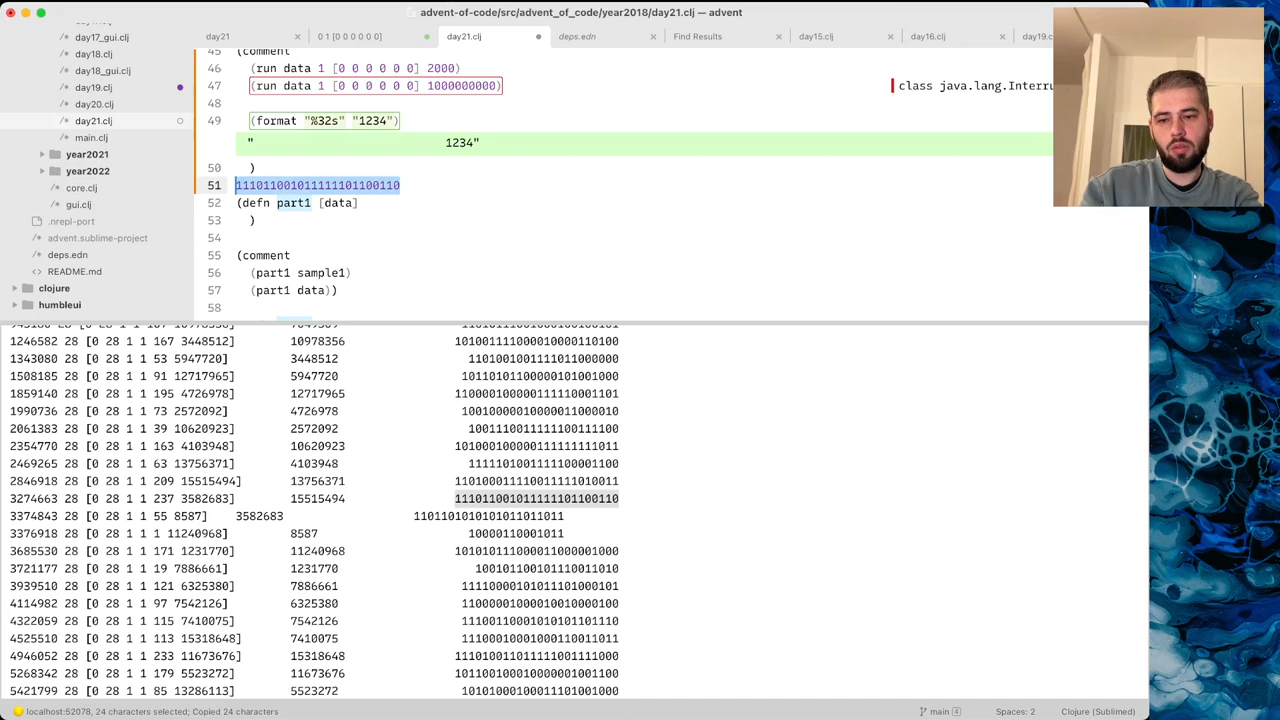 advent-of-code/src/advent_of_code/year2018/day21.clj — advent
day21 0 1 [0 0 0 0 0 0] day21.clj deps.edn Find Results day15.clj day16.clj day19.c
day17_gui.clj
day18.clj
day18_gui.clj
day19.clj
day20.clj
day21.clj
main.clj
year2021
year2022
core.clj
gui.clj
.nrepl-port
advent.sublime-project
deps.edn
README.md
clojure
humbleui
45 (comment
46 (run data 1 [0 0 0 0 0 0] 2000)
47 (run data 1 [0 0 0 0 0 0] 1000000000) class java.lang.Interru
48
49 (format "%32s" "1234")
" 1234"
50 )
51 111011001011111101100110
52 (defn part1 [data]
53 )
54
55 (comment
56 (part1 sample1)
57 (part1 data))
58
1246582 28 [0 28 1 1 167 3448512] 10978356 101001111000010000110100
1343080 28 [0 28 1 1 53 5947720] 3448512 1101001001111011000000
1508185 28 [0 28 1 1 91 12717965] 5947720 10110101100000101001000
1859140 28 [0 28 1 1 195 4726978] 12717965 110000100000111110001101
1990736 28 [0 28 1 1 73 2572092] 4726978 10010000010000011000010
2061383 28 [0 28 1 1 39 10620923] 2572092 1001110011111100111100
2354770 28 [0 28 1 1 163 4103948] 10620923 101000100000111111111011
2469265 28 [0 28 1 1 63 13756371] 4103948 1111101001111100001100
2846918 28 [0 28 1 1 209 15515494] 13756371 110100011110011111010011
3274663 28 [0 28 1 1 237 3582683] 15515494 111011001011111101100110
3374843 28 [0 28 1 1 55 8587] 3582683 1101101010101011011011
3376918 28 [0 28 1 1 1 11240968] 8587 10000110001011
3685530 28 [0 28 1 1 171 1231770] 11240968 101010111000011000001000
3721177 28 [0 28 1 1 19 7886661] 1231770 100101100101110011010
3939510 28 [0 28 1 1 121 6325380] 7886661 11110000101011101000101
4114982 28 [0 28 1 1 97 7542126] 6325380 11000001000010010000100
4322059 28 [0 28 1 1 115 7410075] 7542126 11100110001010101101110
4525510 28 [0 28 1 1 113 15318648] 7410075 11100010001000110011011
4946052 28 [0 28 1 1 233 11673676] 15318648 111010011011111001111000
5268342 28 [0 28 1 1 179 5523272] 11673676 101100100010000001001100
5421799 28 [0 28 1 1 85 13286113] 5523272 10101000100011101001000
localhost:52078, 24 characters selected; Copied 24 characters main 4 Spaces: 2 Clojure (Sublimed)